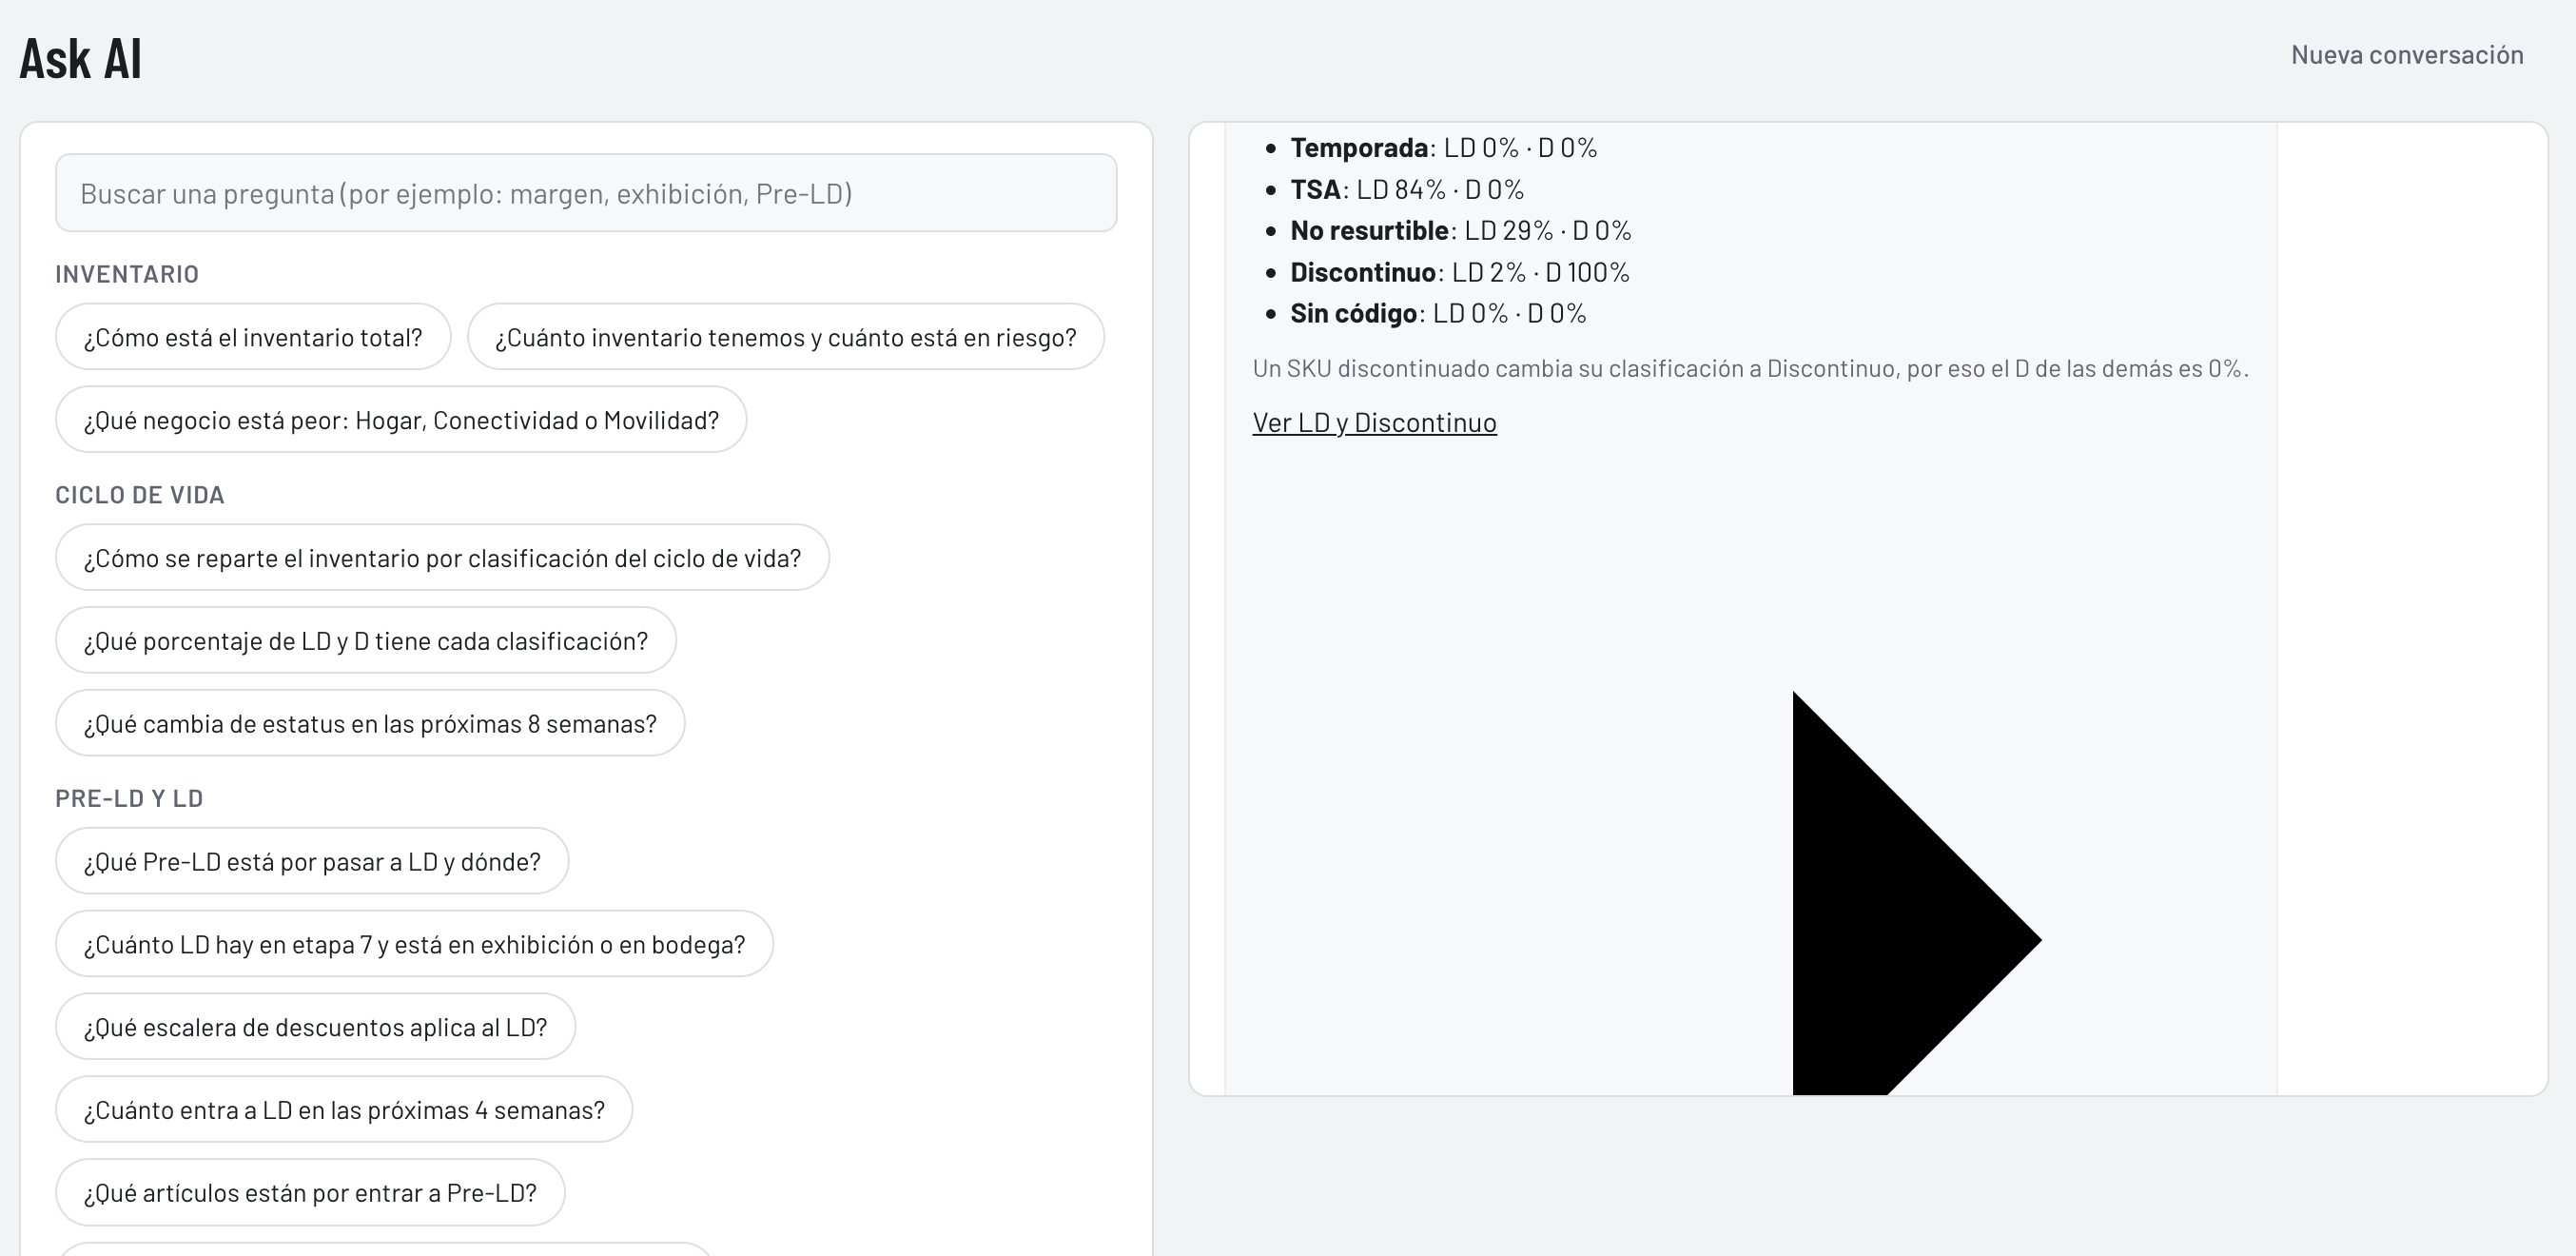 Ask AI
Nueva conversación
Buscar una pregunta (por ejemplo: margen, exhibición, Pre-LD)
INVENTARIO
¿Cómo está el inventario total?
¿Cuánto inventario tenemos y cuánto está en riesgo?
¿Qué negocio está peor: Hogar, Conectividad o Movilidad?
CICLO DE VIDA
¿Cómo se reparte el inventario por clasificación del ciclo de vida?
¿Qué porcentaje de LD y D tiene cada clasificación?
¿Qué cambia de estatus en las próximas 8 semanas?
PRE-LD Y LD
¿Qué Pre-LD está por pasar a LD y dónde?
¿Cuánto LD hay en etapa 7 y está en exhibición o en bodega?
¿Qué escalera de descuentos aplica al LD?
¿Cuánto entra a LD en las próximas 4 semanas?
¿Qué artículos están por entrar a Pre-LD?
• Temporada: LD 0% · D 0%
• TSA: LD 84% · D 0%
• No resurtible: LD 29% · D 0%
• Discontinuo: LD 2% · D 100%
• Sin código: LD 0% · D 0%
Un SKU discontinuado cambia su clasificación a Discontinuo, por eso el D de las demás es 0%.
Ver LD y Discontinuo